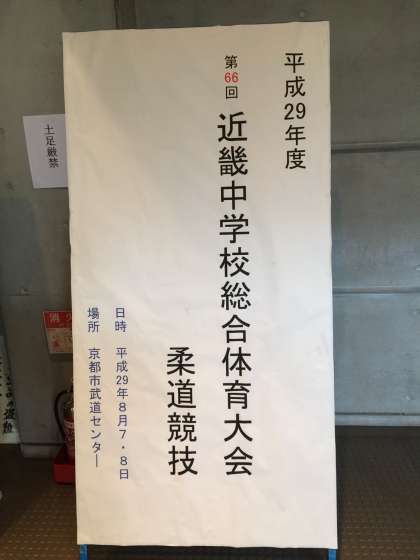 平成29年度
第66回
近畿中学校総合体育大会
柔道競技
日時 平成29年8月7・8日
場所 京都市武道センター
土足厳禁
消火